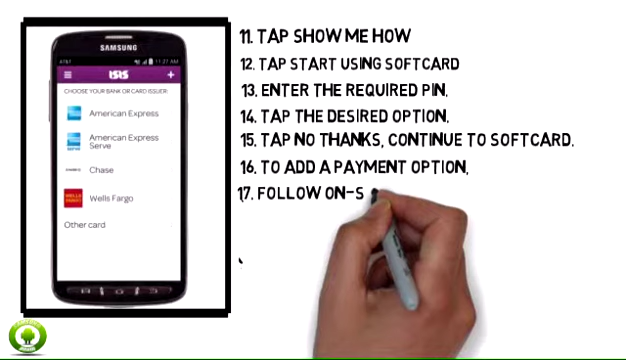 SAMSUNG
AT&T
11:27 AM
ISIS
CHOOSE YOUR BANK OR CARD ISSUER:
American Express
American Express Serve
Chase
Wells Fargo
Other card
11. TAP SHOW ME HOW
12. TAP START USING SOFTCARD
13. ENTER THE REQUIRED PIN.
14. TAP THE DESIRED OPTION.
15. TAP NO THANKS, CONTINUE TO SOFTCARD.
16. TO ADD A PAYMENT OPTION,
17. FOLLOW ON-S